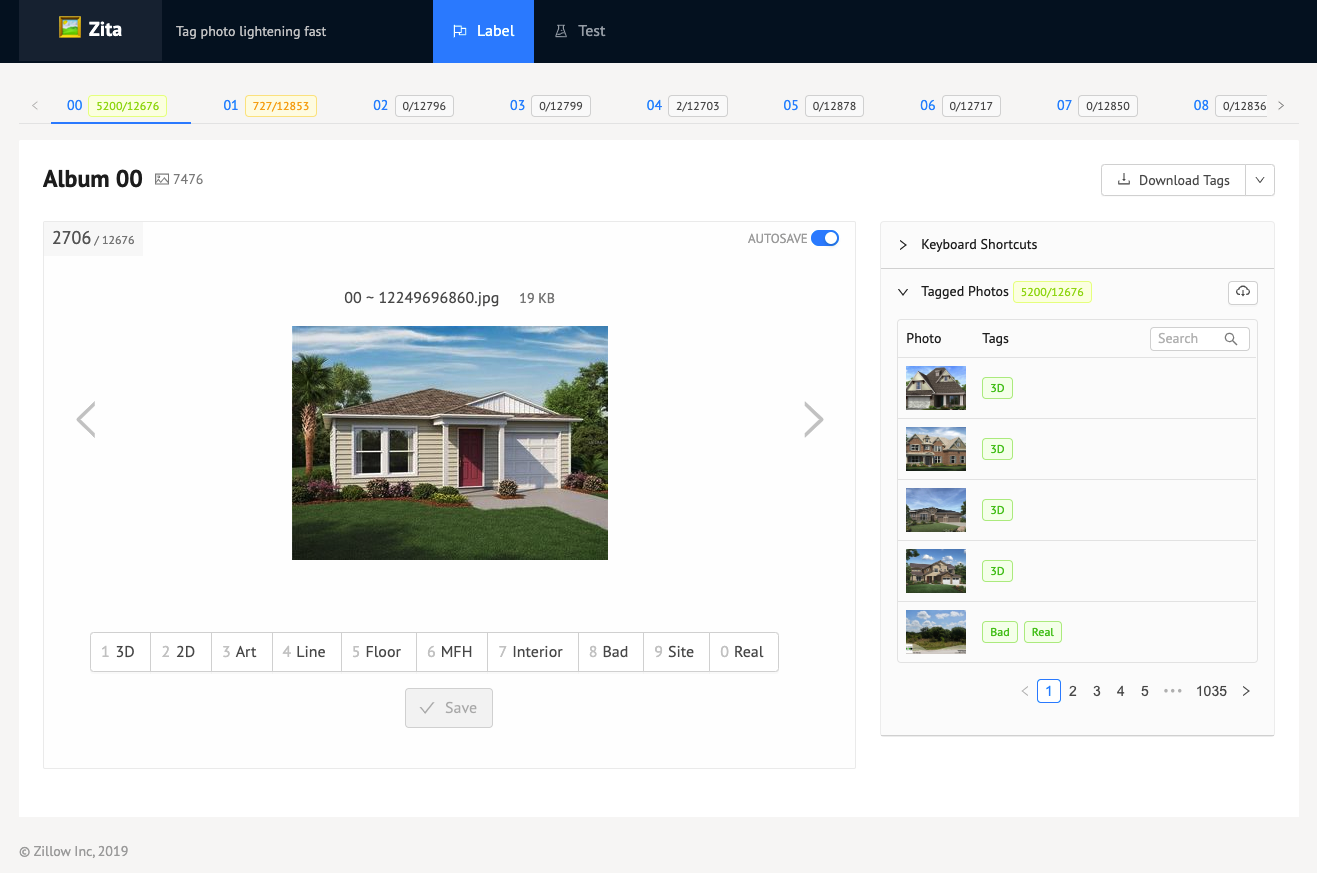 Zita
Tag photo lightening fast
Label
Test
00 5200/12676
01 727/12853
02 0/12796
03 0/12799
04 2/12703
05 0/12878
06 0/12717
07 0/12850
08 0/12836
Album 00
7476
Download Tags
2706 / 12676
AUTOSAVE
00 ~ 12249696860.jpg 19 KB
1 3D
2 2D
3 Art
4 Line
5 Floor
6 MFH
7 Interior
8 Bad
9 Site
0 Real
Save
Keyboard Shortcuts
Tagged Photos 5200/12676
Photo Tags Search
3D
3D
3D
3D
Bad Real
1 2 3 4 5 ••• 1035
© Zillow Inc, 2019